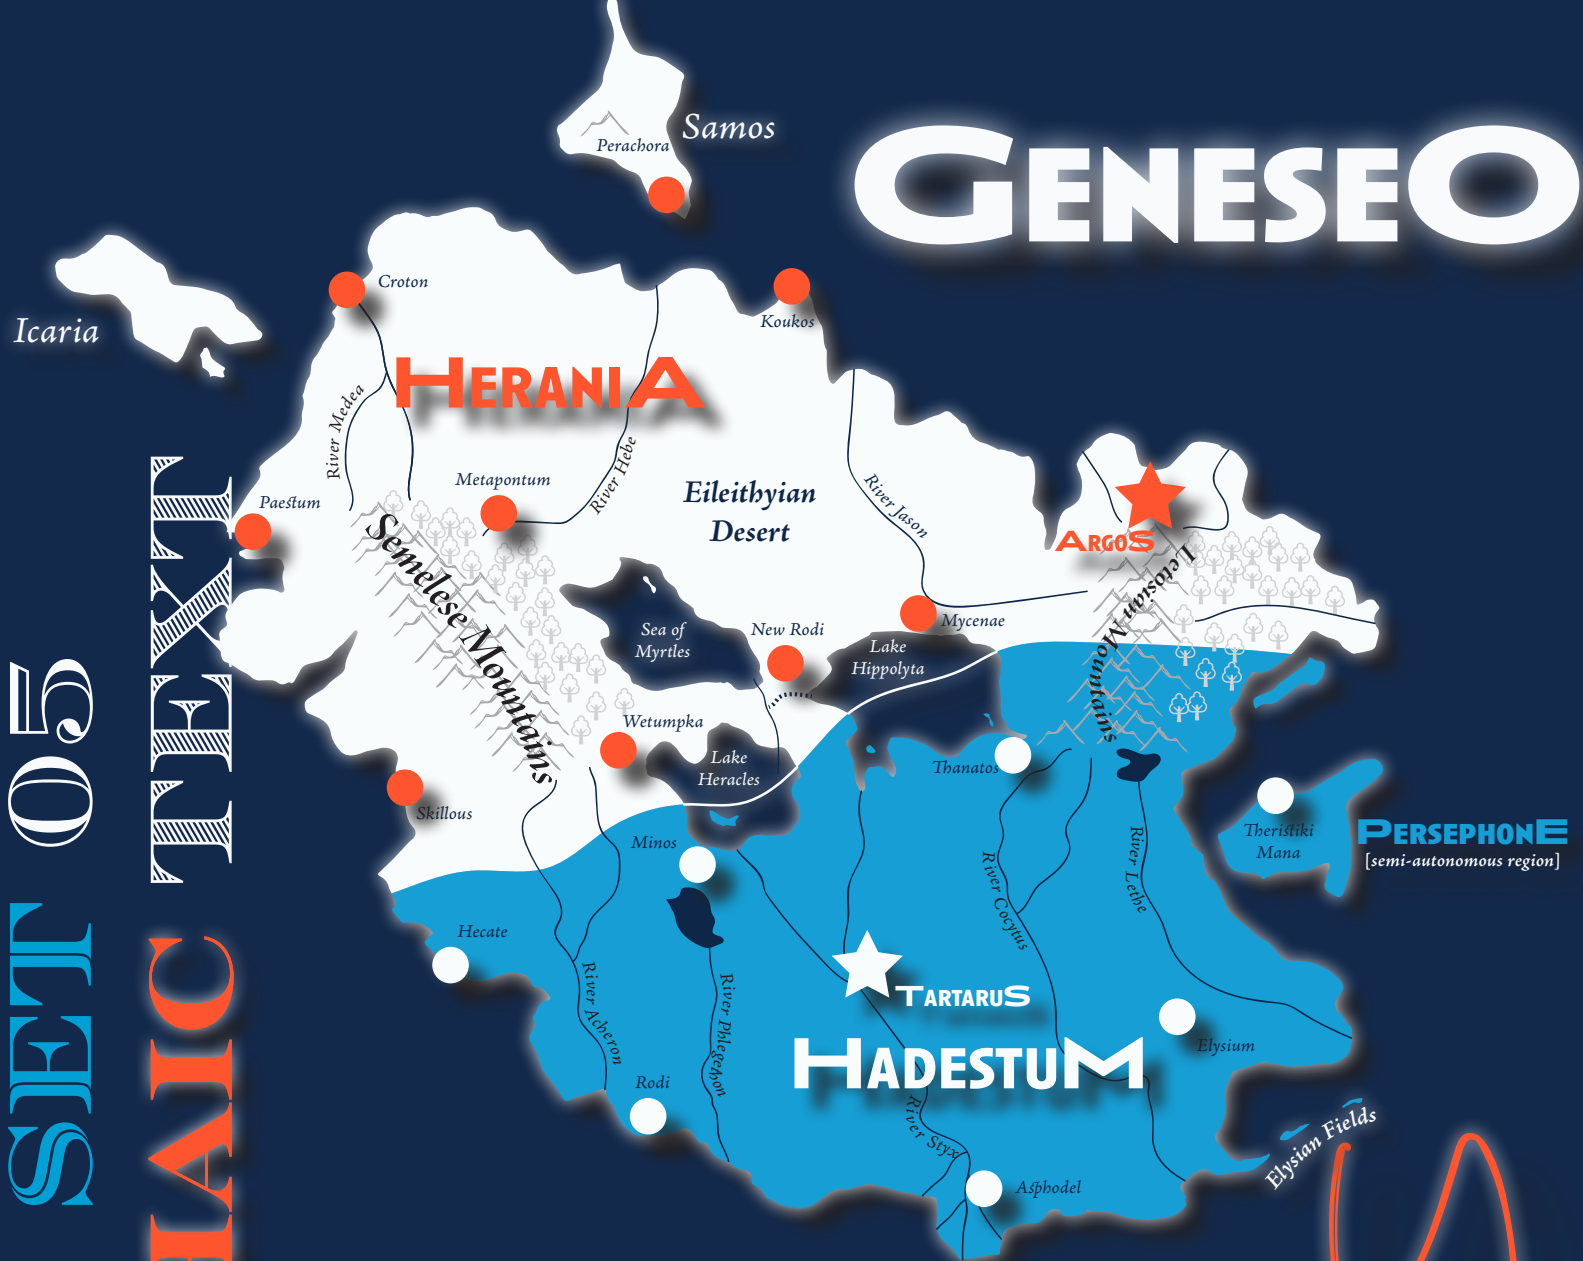 Samos
Perachora
GENESEO
Icaria
Croton
Koukos
HERANIA
River Medea
River Hebe
Metapontum
Paestum
Eileithyian
Desert
River Jason
ARGOS
Letosian Mountains
Semelese Mountains
Sea of
Myrtles
New Rodi
Mycenae
Lake
Hippolyta
Wetumpka
Lake
Heracles
Thanatos
Skillous
Minos
Theristiki
Mana
PERSEPHONE
[semi-autonomous region]
River Cocytus
River Lethe
Hecate
River Acheron
River Phlegethon
TARTARUS
HADESTUM
Elysium
Rodi
River Styx
Asphodel
Elysian Fields
SET 05
HAIC TEXT